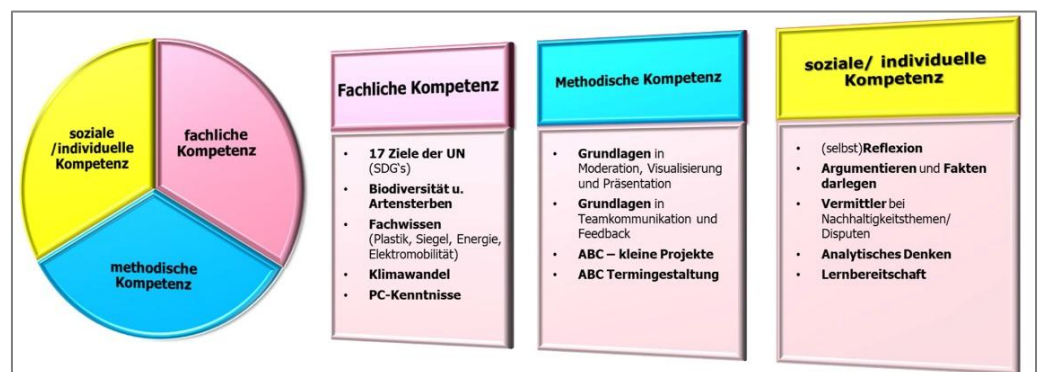 soziale
/individuelle
Kompetenz
fachliche
Kompetenz
methodische
Kompetenz
Fachliche Kompetenz
• 17 Ziele der UN
(SDG's)
• Biodiversität u.
Artensterben
• Fachwissen
(Plastik, Siegel, Energie,
Elektromobilität)
• Klimawandel
• PC-Kenntnisse
Methodische Kompetenz
• Grundlagen in
Moderation, Visualisierung
und Präsentation
• Grundlagen in
Teamkommunikation und
Feedback
• ABC – kleine Projekte
• ABC Termingestaltung
soziale/ individuelle
Kompetenz
• (selbst)Reflexion
• Argumentieren und Fakten
darlegen
• Vermittler bei
Nachhaltigkeitsthemen/
Disputen
• Analytisches Denken
• Lernbereitschaft